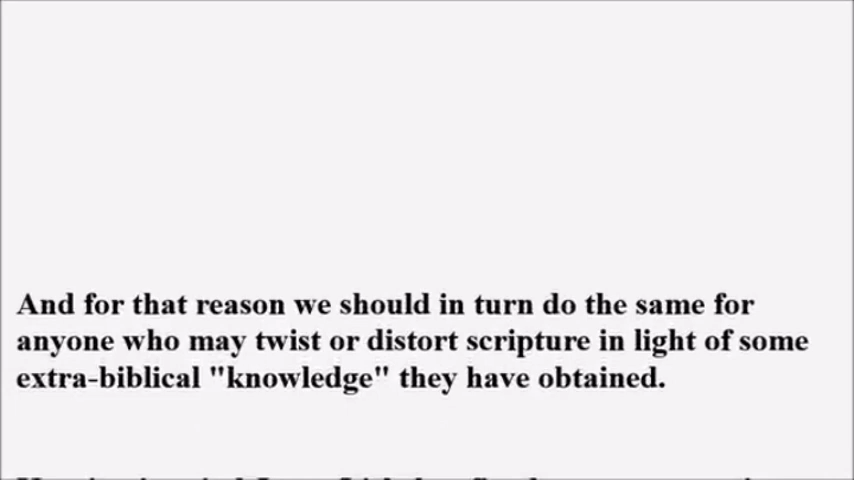 And for that reason we should in turn do the same for
anyone who may twist or distort scripture in light of some
extra-biblical "knowledge" they have obtained.